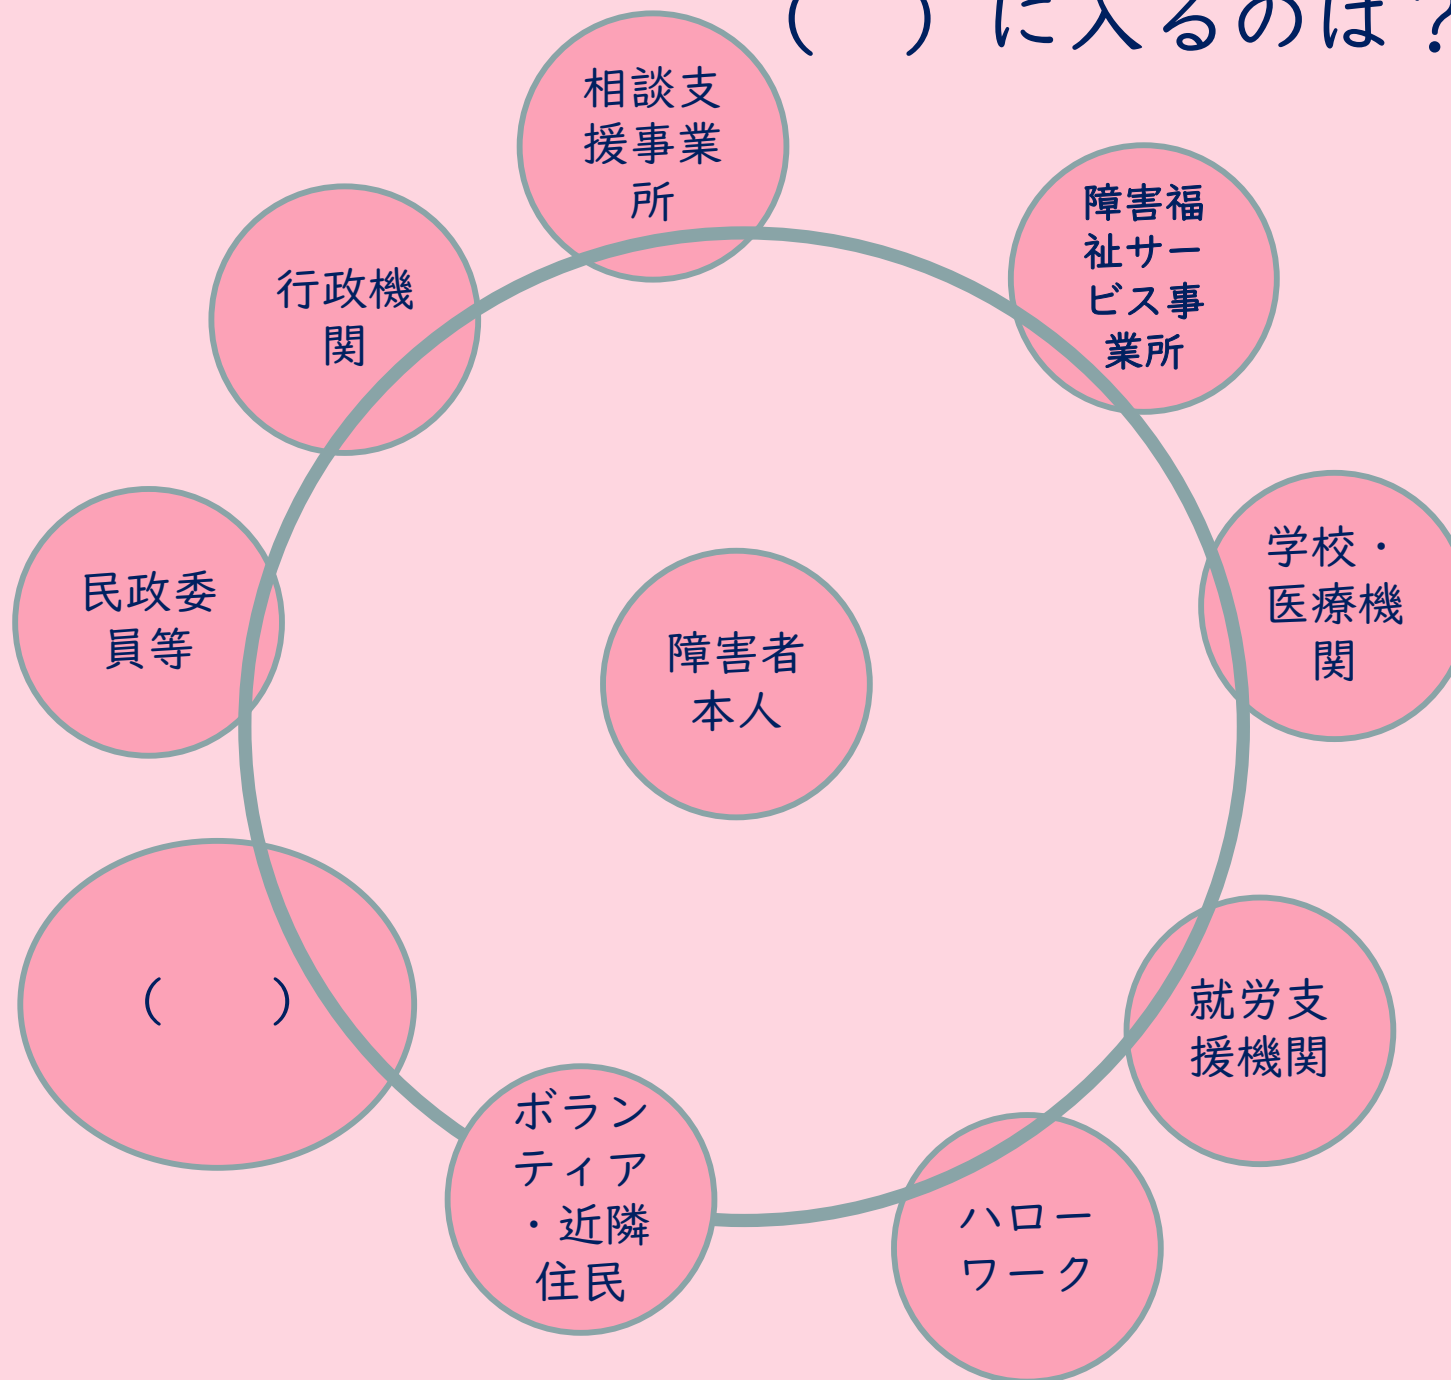 （　）に入るのは？
相談支
援事業
所
障害福
祉サー
ビス事
業所
行政機
関
学校・
医療機
関
民政委
員等
障害者
本人
（　　）
就労支
援機関
ボラン
ティア
・近隣
住民
ハロー
ワーク